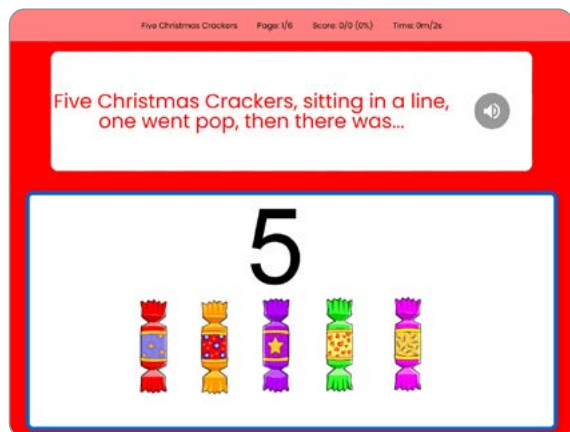 Five Christmas Crackers Page: 1/6 Score: 0/0 (0%) Time: 0m/2s
Five Christmas Crackers, sitting in a line,
one went pop, then there was...
5